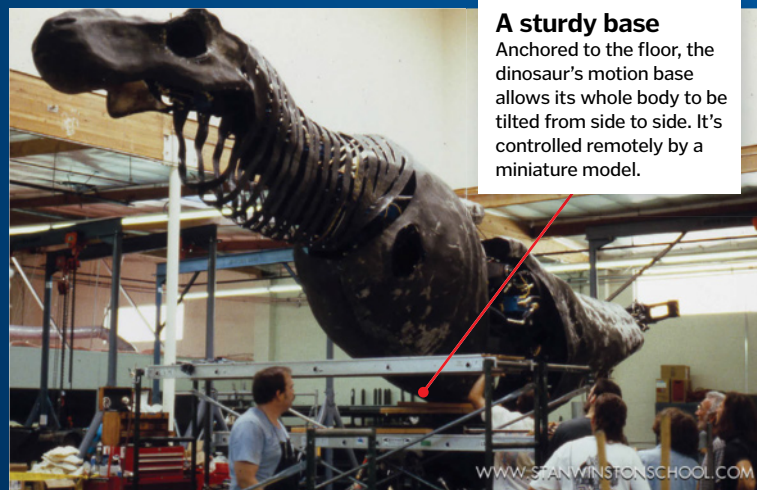 A sturdy base
Anchored to the floor, the
dinosaur's motion base
allows its whole body to be
tilted from side to side. It's
controlled remotely by a
miniature model.
WWW.STANWINSTONSCHOOL.COM